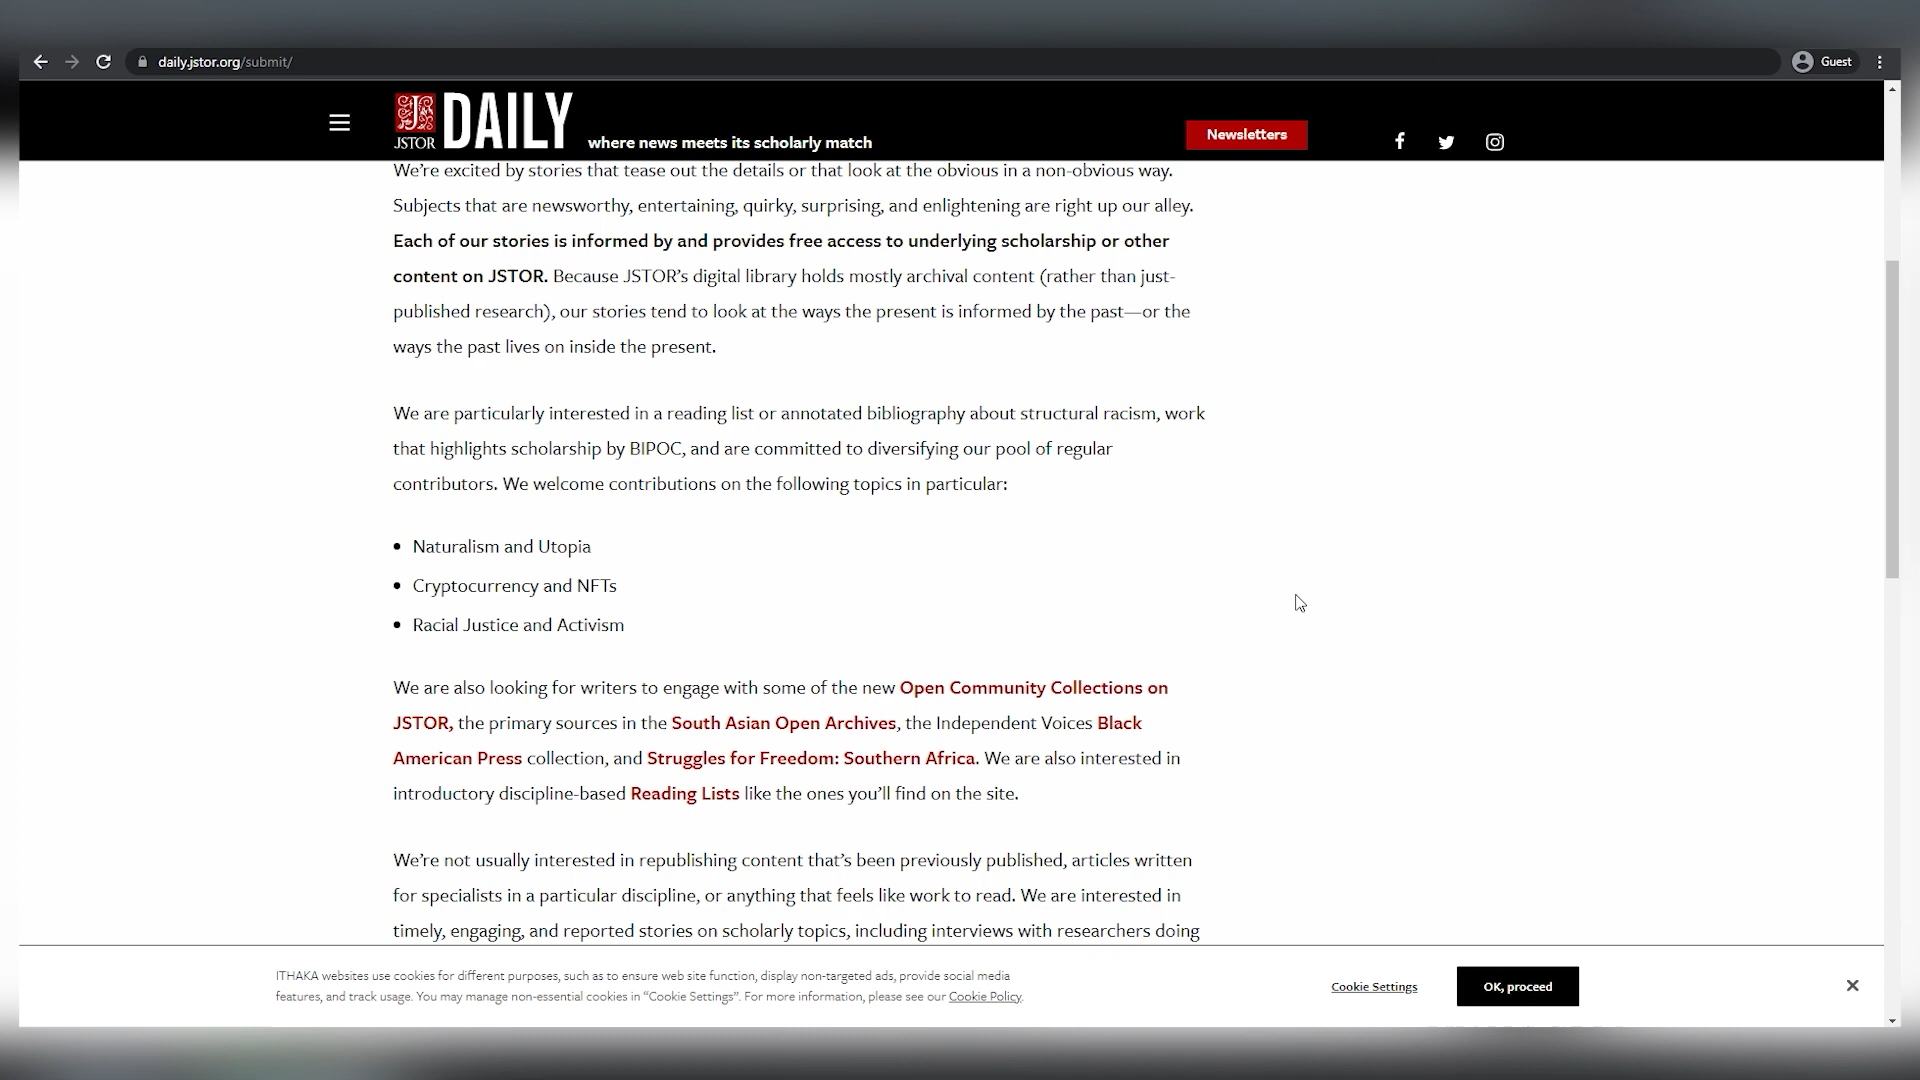 daily.jstor.org/submit/
Guest
JSTOR
DAILY
where news meets its scholarly match
Newsletters
We're excited by stories that tease out the details or that look at the obvious in a non-obvious way.
Subjects that are newsworthy, entertaining, quirky, surprising, and enlightening are right up our alley.
Each of our stories is informed by and provides free access to underlying scholarship or other
content on JSTOR. Because JSTOR's digital library holds mostly archival content (rather than just-
published research), our stories tend to look at the ways the present is informed by the past—or the
ways the past lives on inside the present.
We are particularly interested in a reading list or annotated bibliography about structural racism, work
that highlights scholarship by BIPOC, and are committed to diversifying our pool of regular
contributors. We welcome contributions on the following topics in particular:
• Naturalism and Utopia
• Cryptocurrency and NFTs
• Racial Justice and Activism
We are also looking for writers to engage with some of the new Open Community Collections on
JSTOR, the primary sources in the South Asian Open Archives, the Independent Voices Black
American Press collection, and Struggles for Freedom: Southern Africa. We are also interested in
introductory discipline-based Reading Lists like the ones you'll find on the site.
We're not usually interested in republishing content that's been previously published, articles written
for specialists in a particular discipline, or anything that feels like work to read. We are interested in
timely, engaging, and reported stories on scholarly topics, including interviews with researchers doing
ITHAKA websites use cookies for different purposes, such as to ensure web site function, display non-targeted ads, provide social media
features, and track usage. You may manage non-essential cookies in "Cookie Settings". For more information, please see our Cookie Policy.
Cookie Settings
OK, proceed